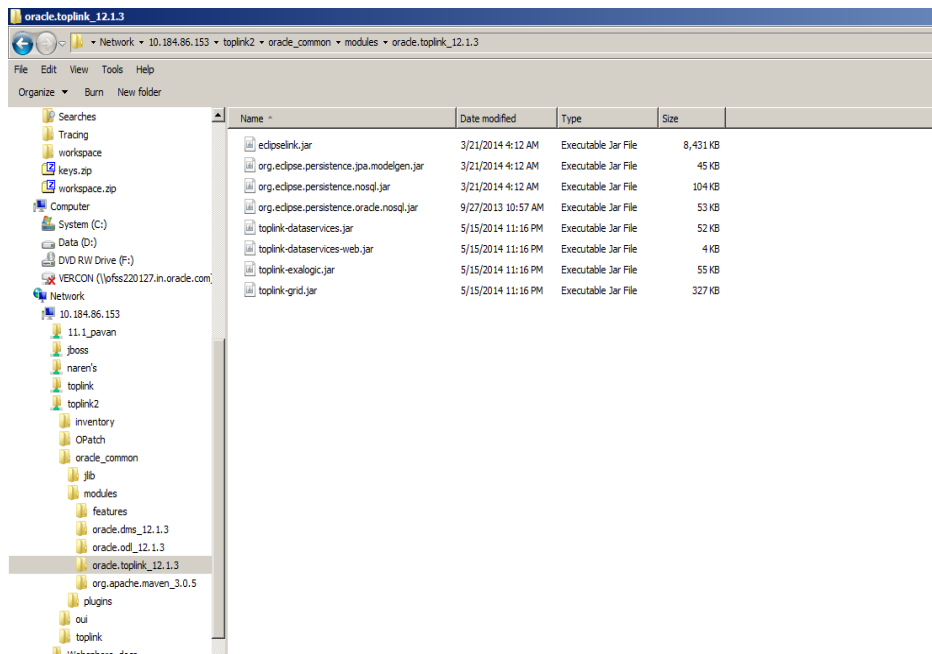 oracle.toplink_12.1.3
Network 10.184.86.153 toplink2 oracle_common modules oracle.toplink_12.1.3
File Edit View Tools Help
Organize Burn New folder
Searches
Tracing
workspace
keys.zip
workspace.zip
Computer
System (C:)
Data (D:)
DVD RW Drive (F:)
VERCON (\\ofss220127.in.oracle.com)
Network
10.184.86.153
11.1_pavan
jboss
naren's
toplink
toplink2
inventory
OPatch
oracle_common
jlib
modules
features
oracle.dms_12.1.3
oracle.odl_12.1.3
oracle.toplink_12.1.3
org.apache.maven_3.0.5
plugins
oui
toplink
Websphere_docs
Name Date modified Type Size
eclipselink.jar 3/21/2014 4:12 AM Executable Jar File 8,431 KB
org.eclipse.persistence.jpa.modelgen.jar 3/21/2014 4:12 AM Executable Jar File 45 KB
org.eclipse.persistence.nosql.jar 3/21/2014 4:12 AM Executable Jar File 104 KB
org.eclipse.persistence.oracle.nosql.jar 9/27/2013 10:57 AM Executable Jar File 53 KB
toplink-dataservices.jar 5/15/2014 11:16 PM Executable Jar File 52 KB
toplink-dataservices-web.jar 5/15/2014 11:16 PM Executable Jar File 4 KB
toplink-exalogic.jar 5/15/2014 11:16 PM Executable Jar File 55 KB
toplink-grid.jar 5/15/2014 11:16 PM Executable Jar File 327 KB